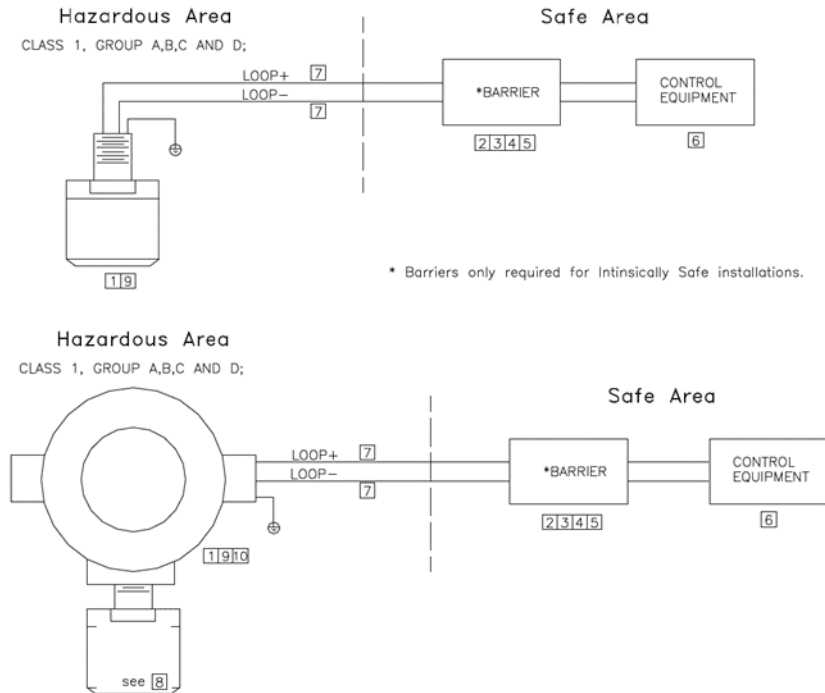 Hazardous Area
Safe Area
CLASS 1, GROUP A,B,C AND D;
LOOP+ 7
LOOP- 7
*BARRIER
CONTROL
EQUIPMENT
2 3 4 5
6
1 9
* Barriers only required for Intinsically Safe installations.
Hazardous Area
CLASS 1, GROUP A,B,C AND D;
Safe Area
LOOP+ 7
LOOP- 7
*BARRIER
CONTROL
EQUIPMENT
2 3 4 5
6
1 9 10
see 8